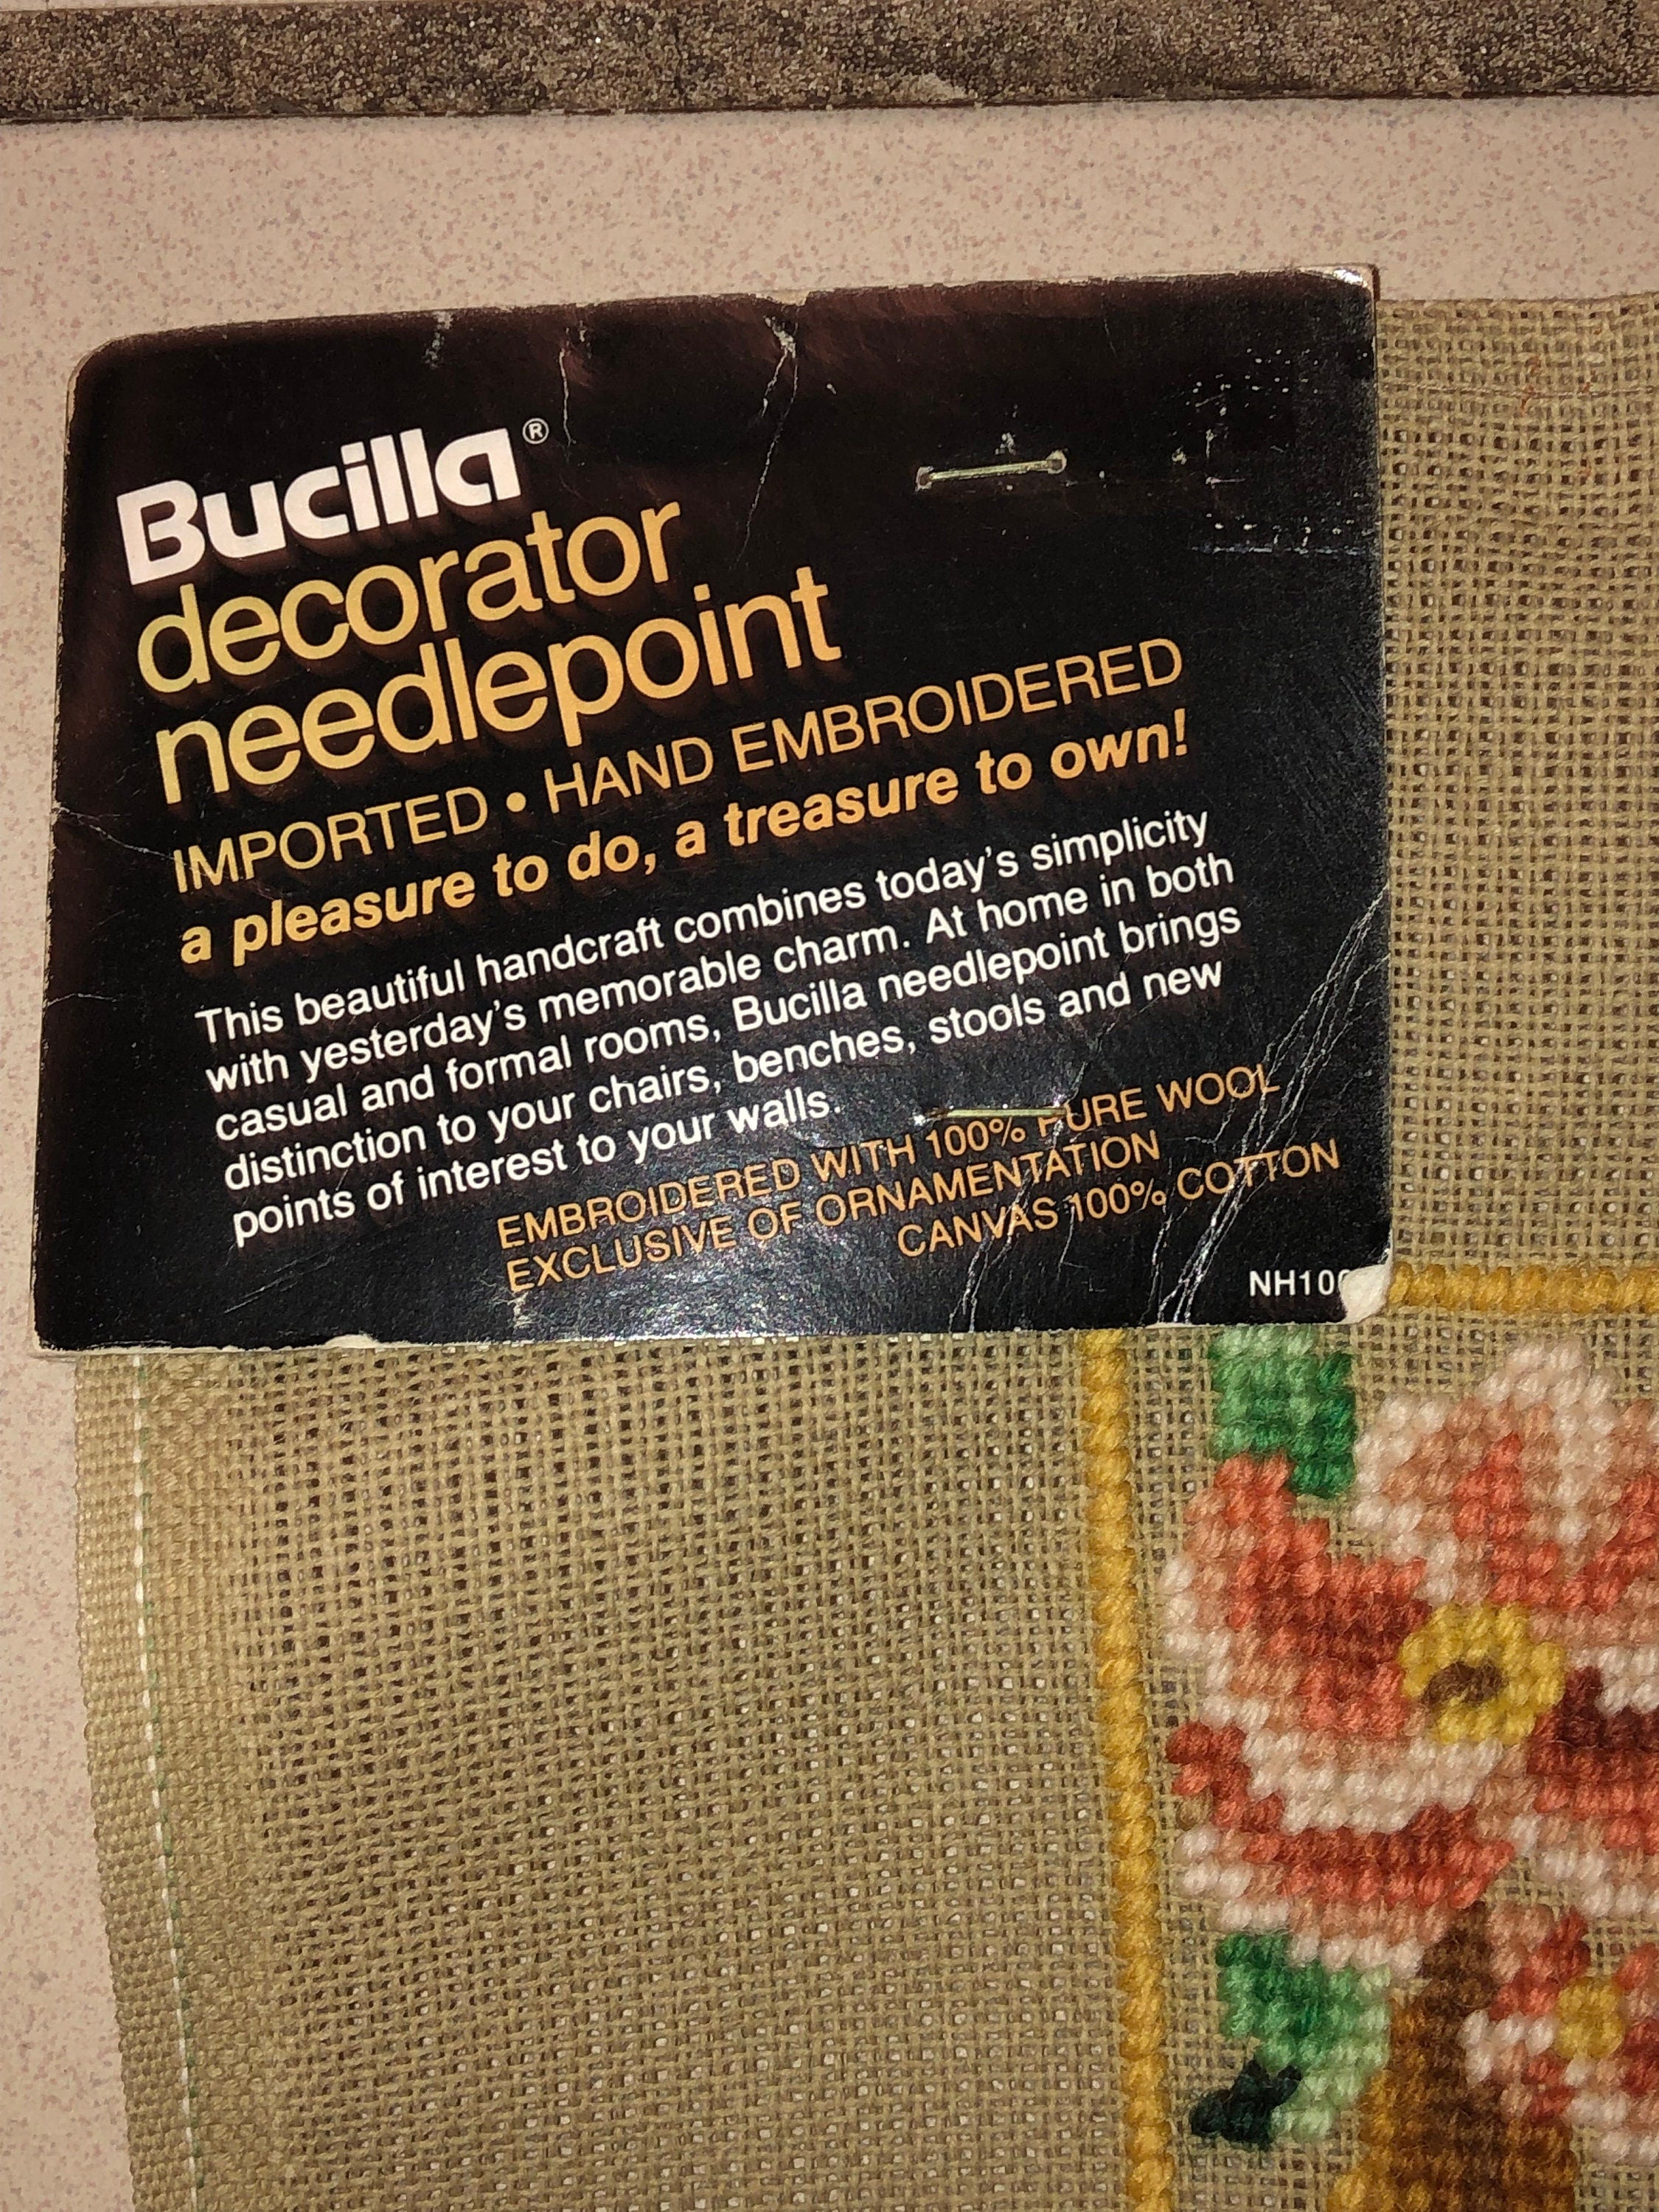 Bucilla®
decorator
needlepoint
IMPORTED • HAND EMBROIDERED
a pleasure to do, a treasure to own!
This beautiful handcraft combines today's simplicity
with yesterday's memorable charm. At home in both
casual and formal rooms, Bucilla needlepoint brings
distinction to your chairs, benches, stools and new
points of interest to your walls.
EMBROIDERED WITH 100% PURE WOOL
EXCLUSIVE OF ORNAMENTATION
CANVAS 100% COTTON